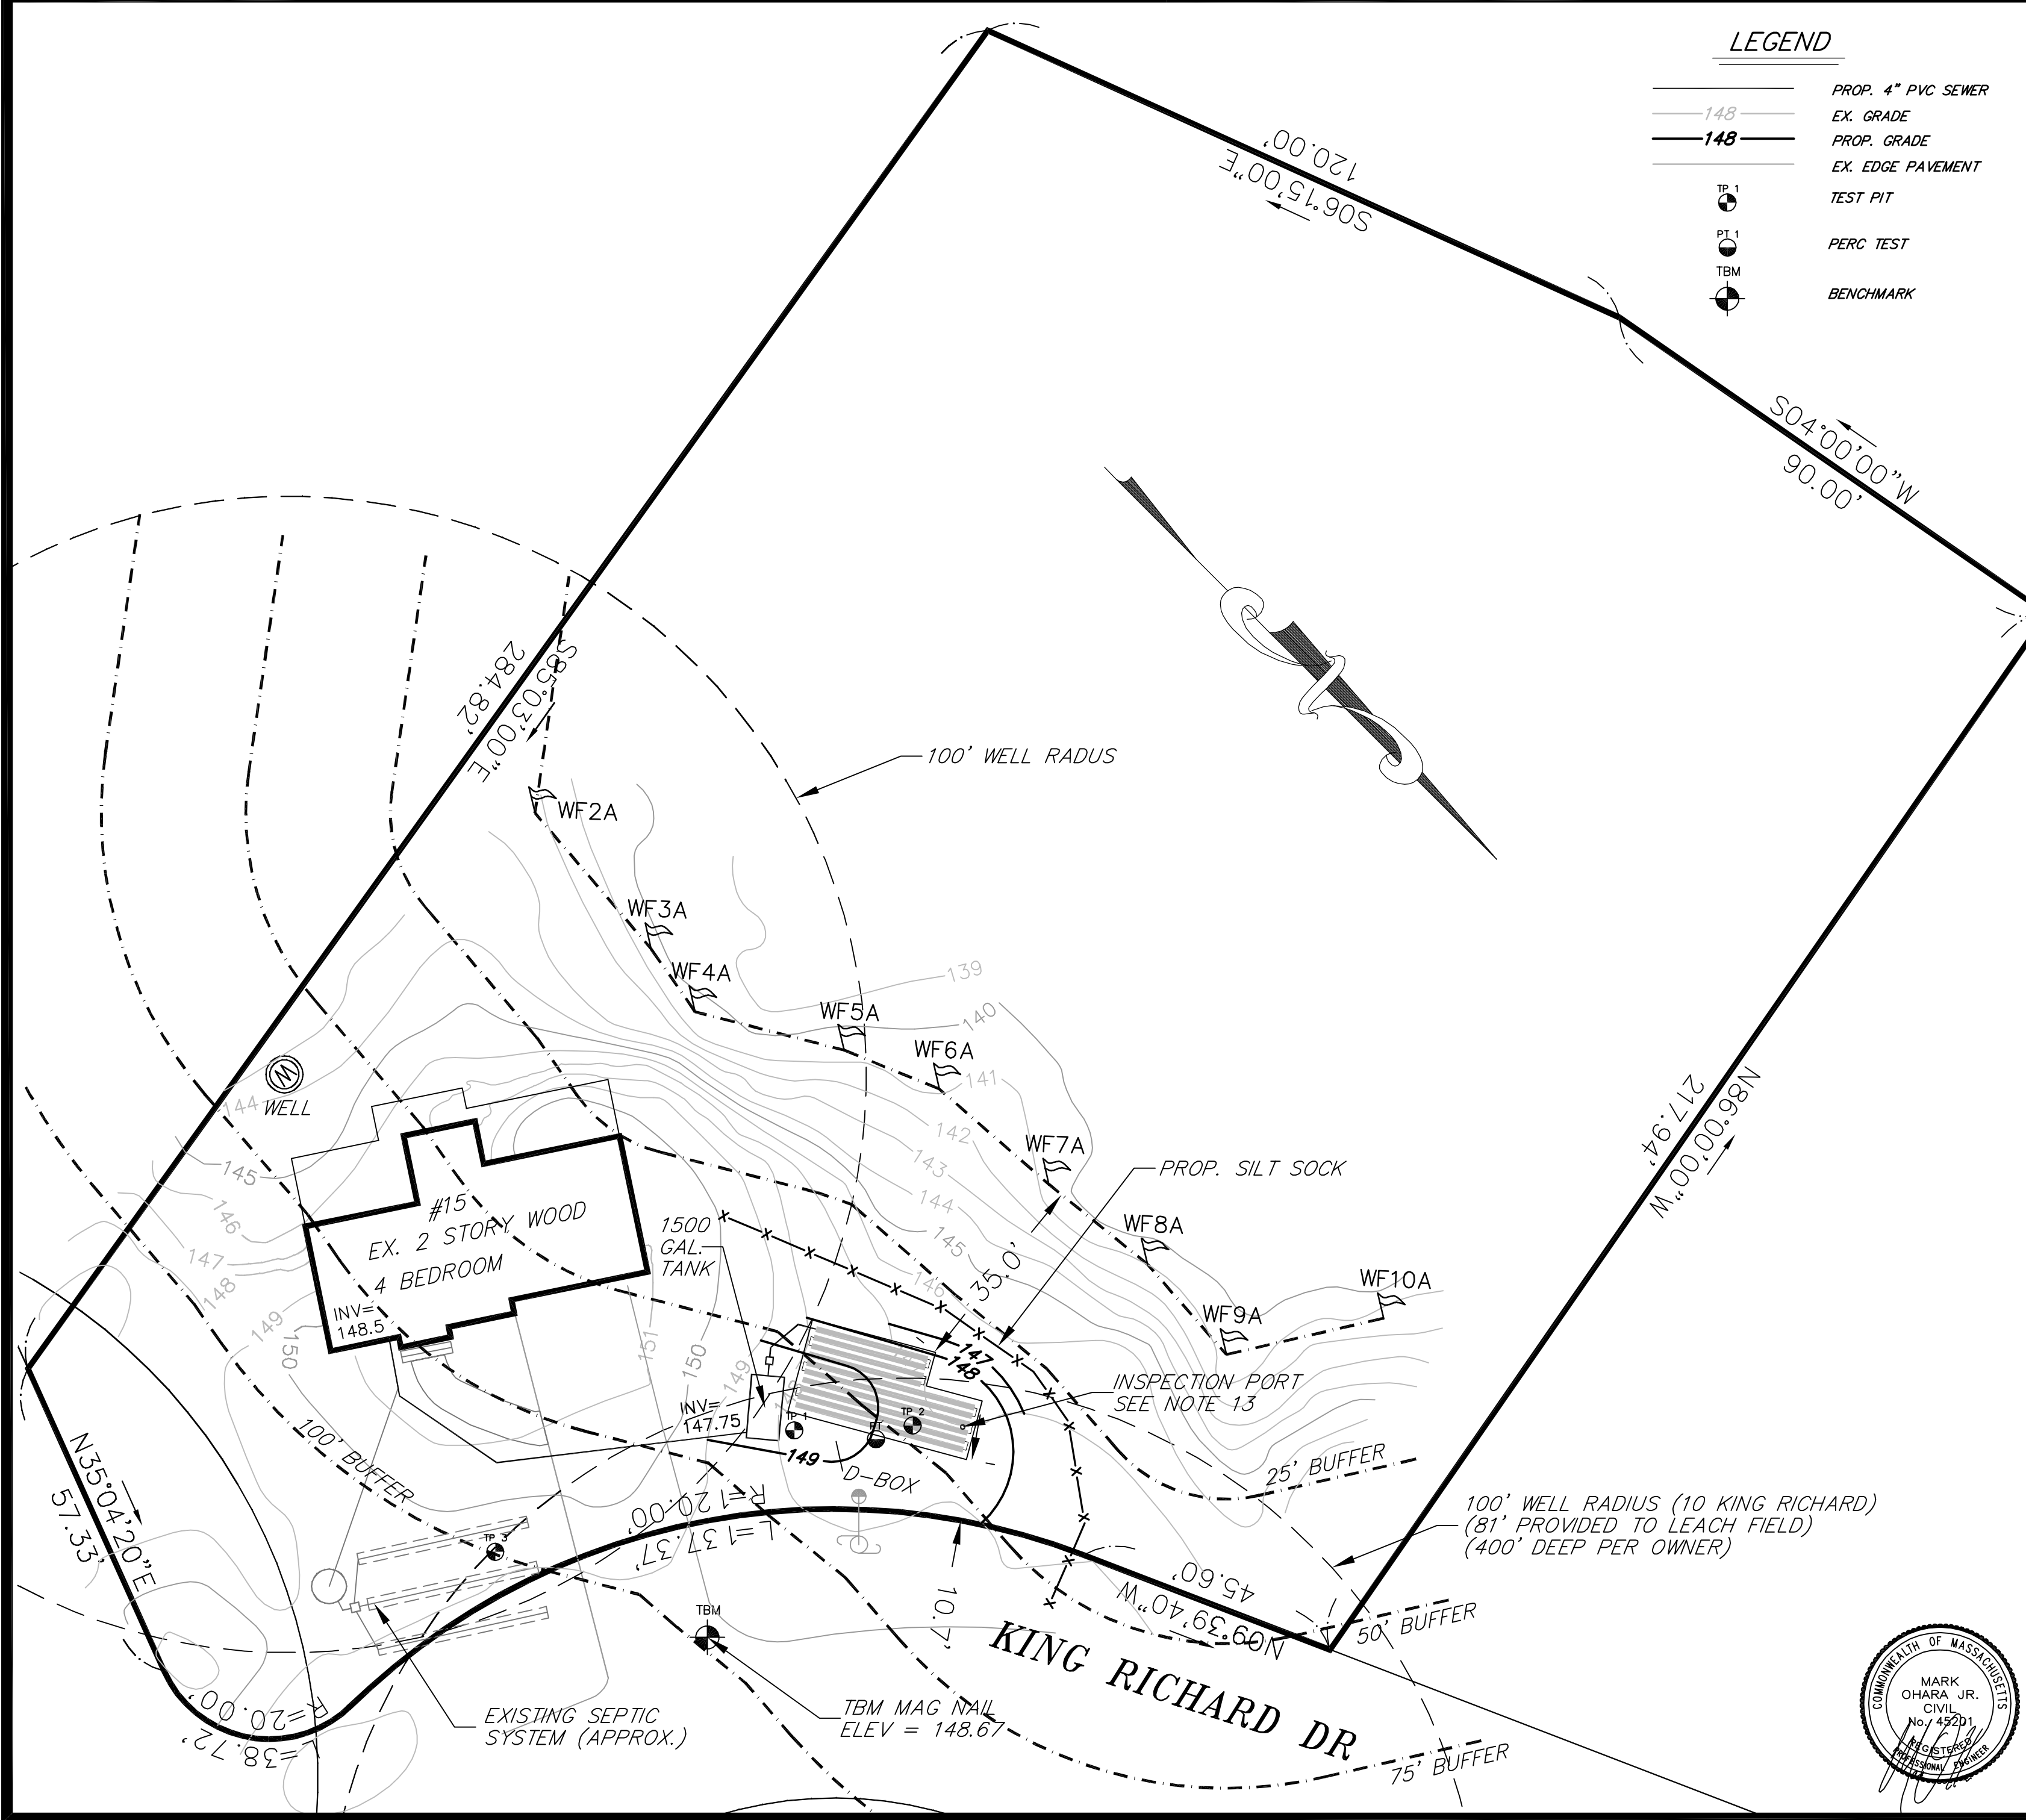 LEGEND
PROP. 4" PVC SEWER
148
EX. GRADE
148
PROP. GRADE
EX. EDGE PAVEMENT
TP 1
TEST PIT
PT 1
PERC TEST
TBM
BENCHMARK
120.00'
S06°15'00"E
S04°00'00"W
90.00'
284.82'
S85°03'00"E
100' WELL RADUS
WF2A
WF3A
WF4A
WF5A
WF6A
WF7A
WF8A
WF9A
WF10A
139
140
141
142
143
144
145
146
W
WELL
144
145
146
147
148
149
150
151
150
149
#15
EX. 2 STORY WOOD
4 BEDROOM
INV=
148.5
1500
GAL.
TANK
PROP. SILT SOCK
35.0'
147
148
149
INV=
147.75
TP 1
PT
TP 2
D-BOX
INSPECTION PORT
SEE NOTE 13
217.94'
N86°00'00"W
25' BUFFER
100' WELL RADIUS (10 KING RICHARD)
(81' PROVIDED TO LEACH FIELD)
(400' DEEP PER OWNER)
50' BUFFER
75' BUFFER
100' BUFFER
N35°04'20"E
57.33'
R=120.00'
L=137.37'
TP 3
TBM
10.7'
45.60'
N09°39'40"W
KING RICHARD DR
R=20.00'
L=38.72'
EXISTING SEPTIC
SYSTEM (APPROX.)
TBM MAG NAIL
ELEV = 148.67
COMMONWEALTH OF MASSACHUSETTS
MARK
OHARA JR.
CIVIL
No. 45201
REGISTERED
PROFESSIONAL ENGINEER